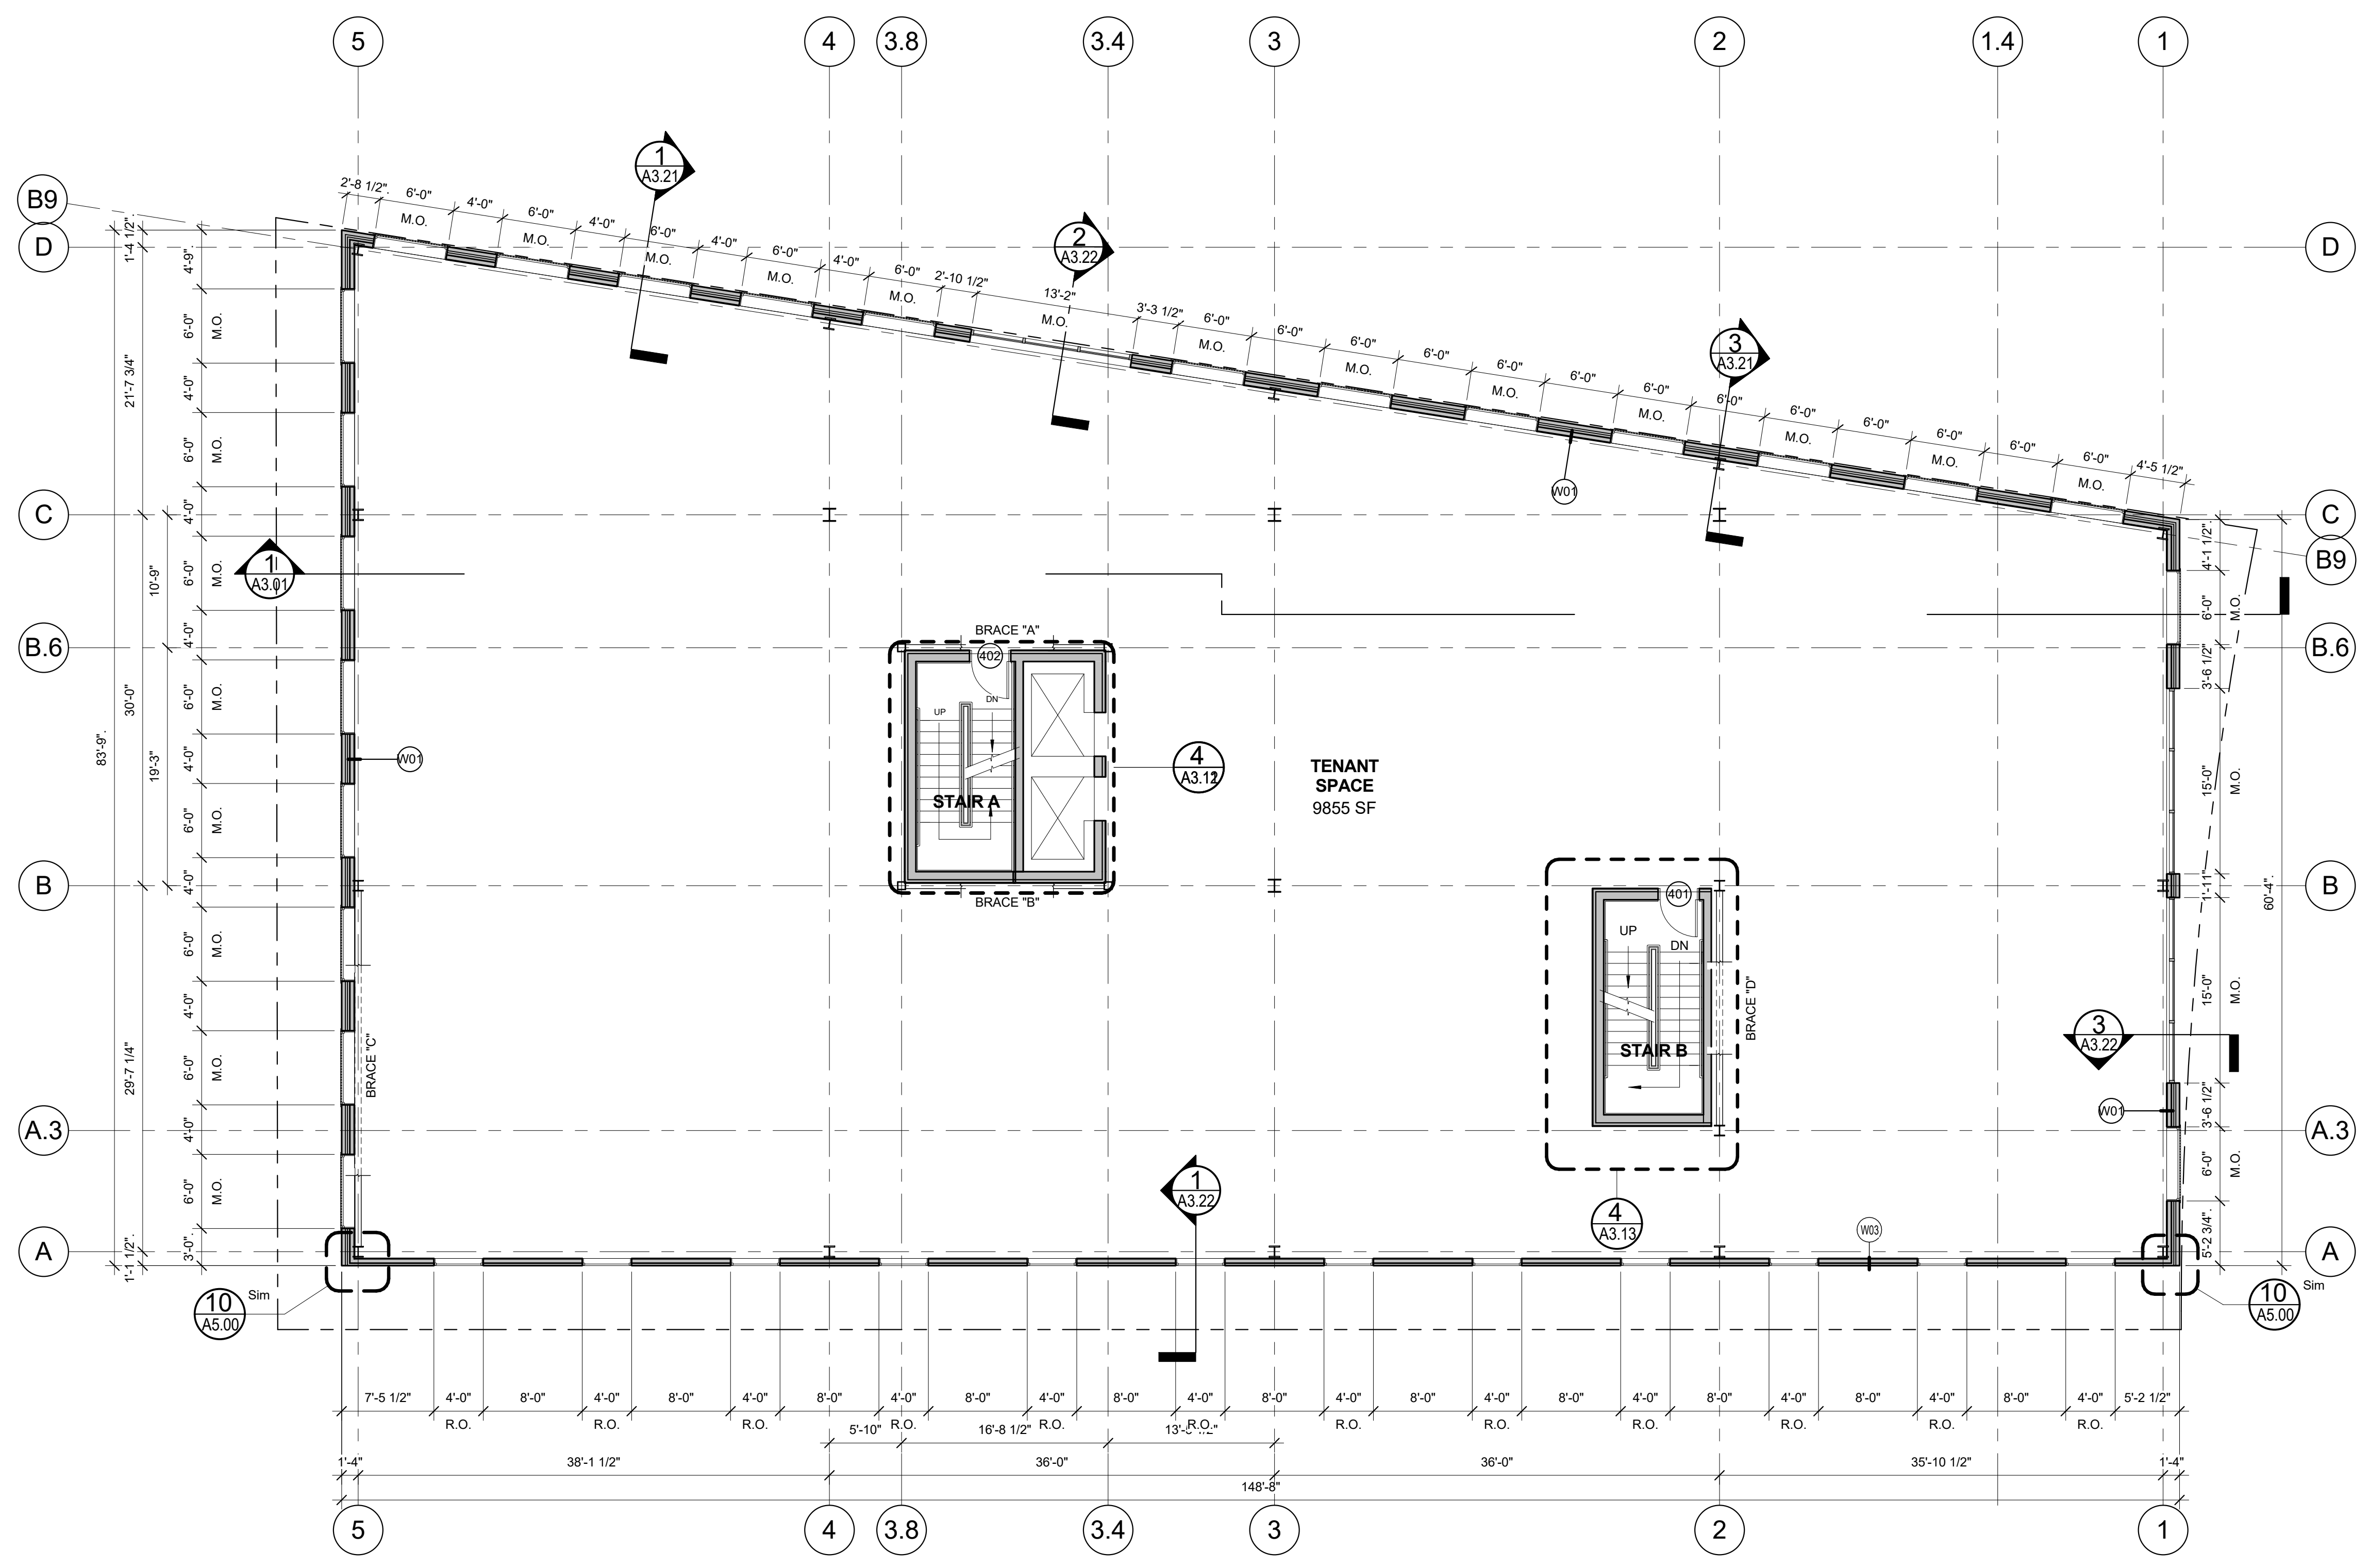 5 4 3.8 3.4 3 2 1.4 1
1
A3.21
B9
D
D
2
A3.22
3
A3.21
2'-8 1/2". 6'-0" 4'-0" 6'-0" 4'-0" 6'-0" 4'-0" 6'-0" 4'-0" 6'-0" 2'-10 1/2" 13'-2" 3'-3 1/2" 6'-0" 6'-0" 6'-0" 6'-0" 6'-0" 6'-0" 6'-0" 6'-0" 6'-0" 6'-0" 6'-0" 6'-0" 6'-0" 4'-5 1/2"
M.O. M.O. M.O. M.O. M.O. M.O. M.O. M.O. M.O. M.O. M.O. M.O. M.O.
W01
C
C
B9
1
A3.01
B.6
B.6
83'-9".
1'-4 1/2".
21'-7 3/4"
30'-0"
29'-7 1/4"
1'-1 1/2".
10'-9"
19'-3"
4'-9".
6'-0" M.O.
4'-0"
6'-0" M.O.
4'-0"
6'-0" M.O.
4'-0"
6'-0" M.O.
4'-0"
6'-0" M.O.
4'-0"
6'-0" M.O.
4'-0"
6'-0" M.O.
4'-0"
6'-0" M.O.
3'-0".
W01
BRACE "C"
BRACE "A"
402
UP
DN
STAIR A
BRACE "B"
4
TENANT
SPACE
9855 SF
401
UP
DN
STAIR B
BRACE "D"
4
A3.13
4'-1 1/2".
6'-0" M.O.
3'-6 1/2"
15'-0" M.O.
1'-11"
15'-0" M.O.
3'-6 1/2"
6'-0" M.O.
5'-2 3/4".
60'-4".
B
B
3
A3.22
W01
A.3
A.3
1
A3.22
W03
A
A
10
A5.00
Sim
10
A5.00
Sim
7'-5 1/2" 4'-0" 8'-0" 4'-0" 8'-0" 4'-0" 8'-0" 4'-0" 8'-0" 4'-0" 8'-0" 4'-0" 8'-0" 4'-0" 8'-0" 4'-0" 8'-0" 4'-0" 8'-0" 4'-0" 8'-0" 4'-0" 8'-0" 4'-0" 5'-2 1/2"
R.O. R.O. R.O. R.O. R.O. R.O. R.O. R.O. R.O. R.O. R.O. R.O.
5'-10" 16'-8 1/2"
1'-4" 38'-1 1/2" 36'-0" 36'-0" 35'-10 1/2" 1'-4"
148'-8"
5 4 3.8 3.4 3 2 1